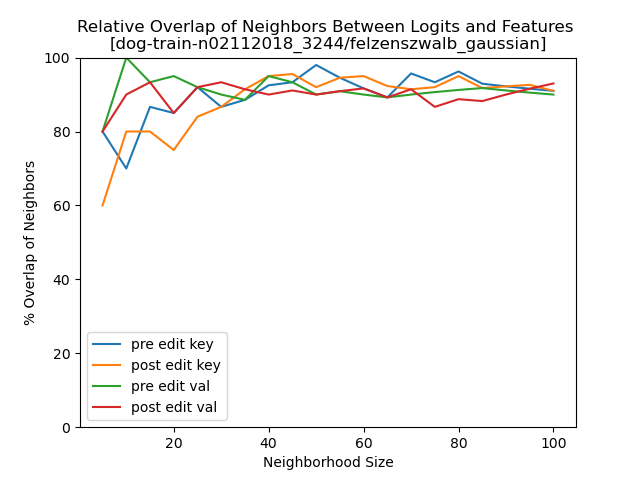 Relative Overlap of Neighbors Between Logits and Features
[dog-train-n02112018_3244/felzenszwalb_gaussian]
100
80
60
40
20
0
% Overlap of Neighbors
pre edit key
post edit key
pre edit val
post edit val
20 40 60 80 100
Neighborhood Size